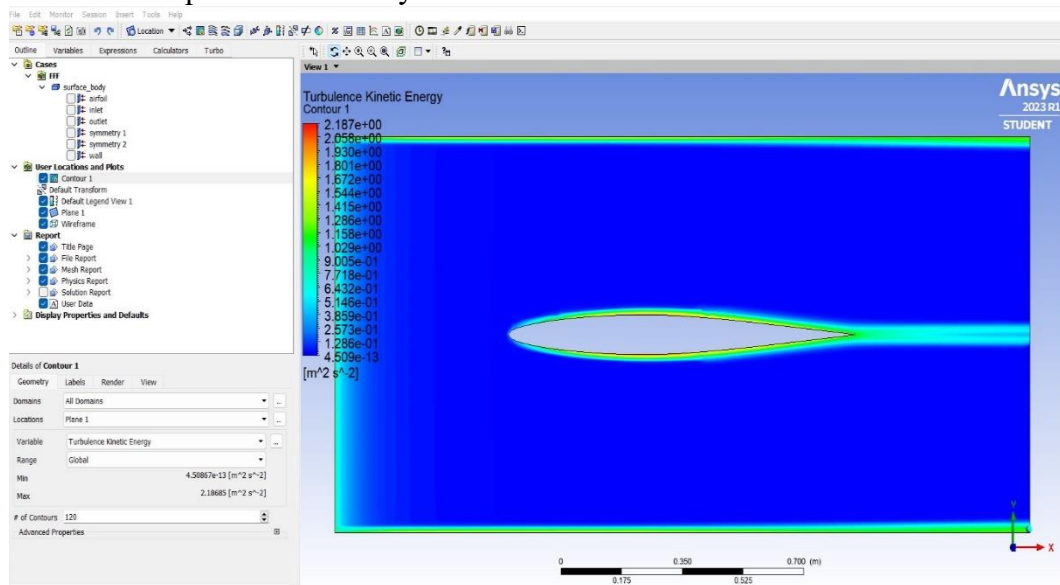 File Edit Monitor Session Insert Tools Help
Location
Outline Variables Expressions Calculators Turbo
Cases
FFF
surface_body
airfoil
inlet
outlet
symmetry 1
symmetry 2
wall
User Locations and Plots
Contour 1
Default Transform
Default Legend View 1
Plane 1
Wireframe
Report
Title Page
File Report
Mesh Report
Physics Report
Solution Report
User Data
Display Properties and Defaults
Details of Contour 1
Geometry Labels Render View
Domains All Domains
Locations Plane 1
Variable Turbulence Kinetic Energy
Range Global
Min 4.50867e-13 [m^2 s^-2]
Max 2.18685 [m^2 s^-2]
# of Contours 120
Advanced Properties
View 1
Turbulence Kinetic Energy
Contour 1
2.187e+00
2.058e+00
1.930e+00
1.801e+00
1.672e+00
1.544e+00
1.415e+00
1.286e+00
1.158e+00
1.029e+00
9.005e-01
7.718e-01
6.432e-01
5.146e-01
3.859e-01
2.573e-01
1.286e-01
4.509e-13
[m^2 s^-2]
Ansys
2023 R1
STUDENT
Y
X
0 0.350 0.700 (m)
0.175 0.525